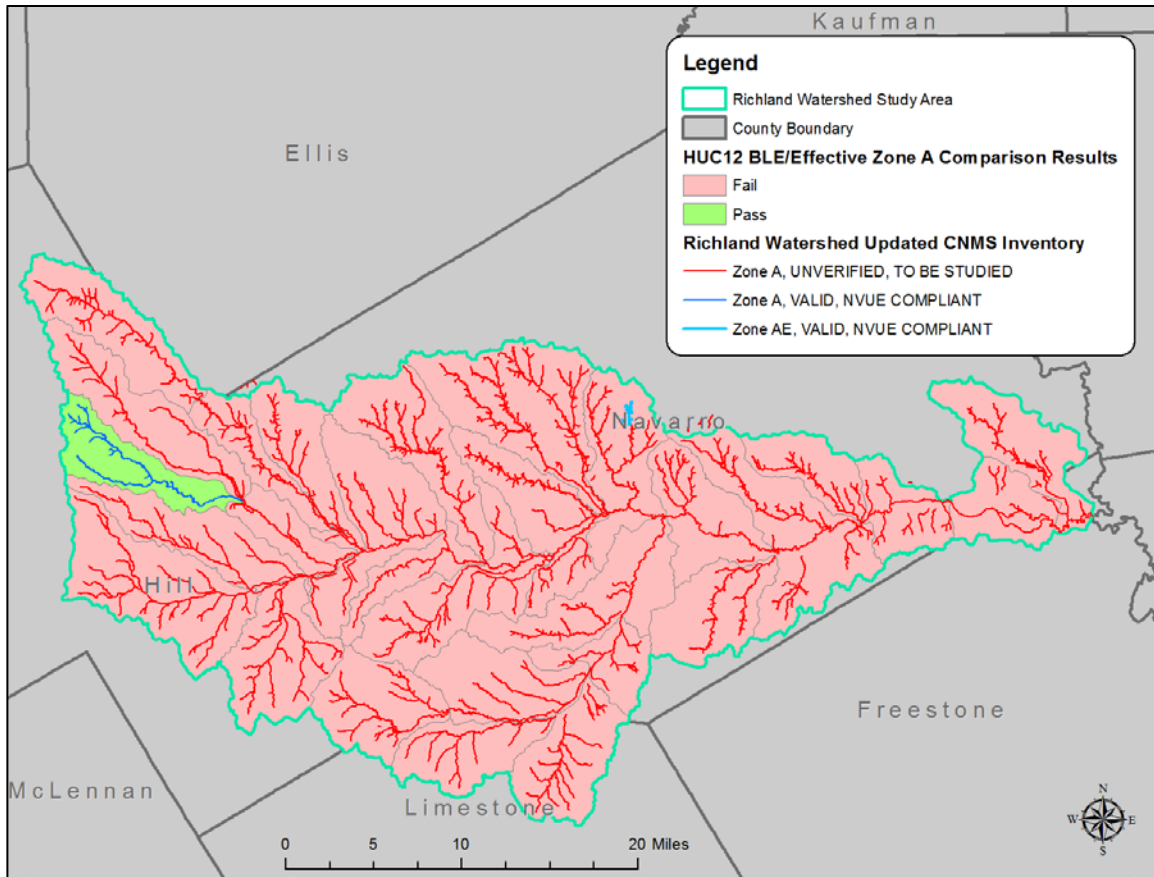 Kaufman
Legend
Richland Watershed Study Area
County Boundary
HUC12 BLE/Effective Zone A Comparison Results
Fail
Pass
Richland Watershed Updated CNMS Inventory
Zone A, UNVERIFIED, TO BE STUDIED
Zone A, VALID, NVUE COMPLIANT
Zone AE, VALID, NVUE COMPLIANT
Ellis
Navarro
Hill
Freestone
McLennan
Limestone
N
W E
S
0 5 10 20 Miles